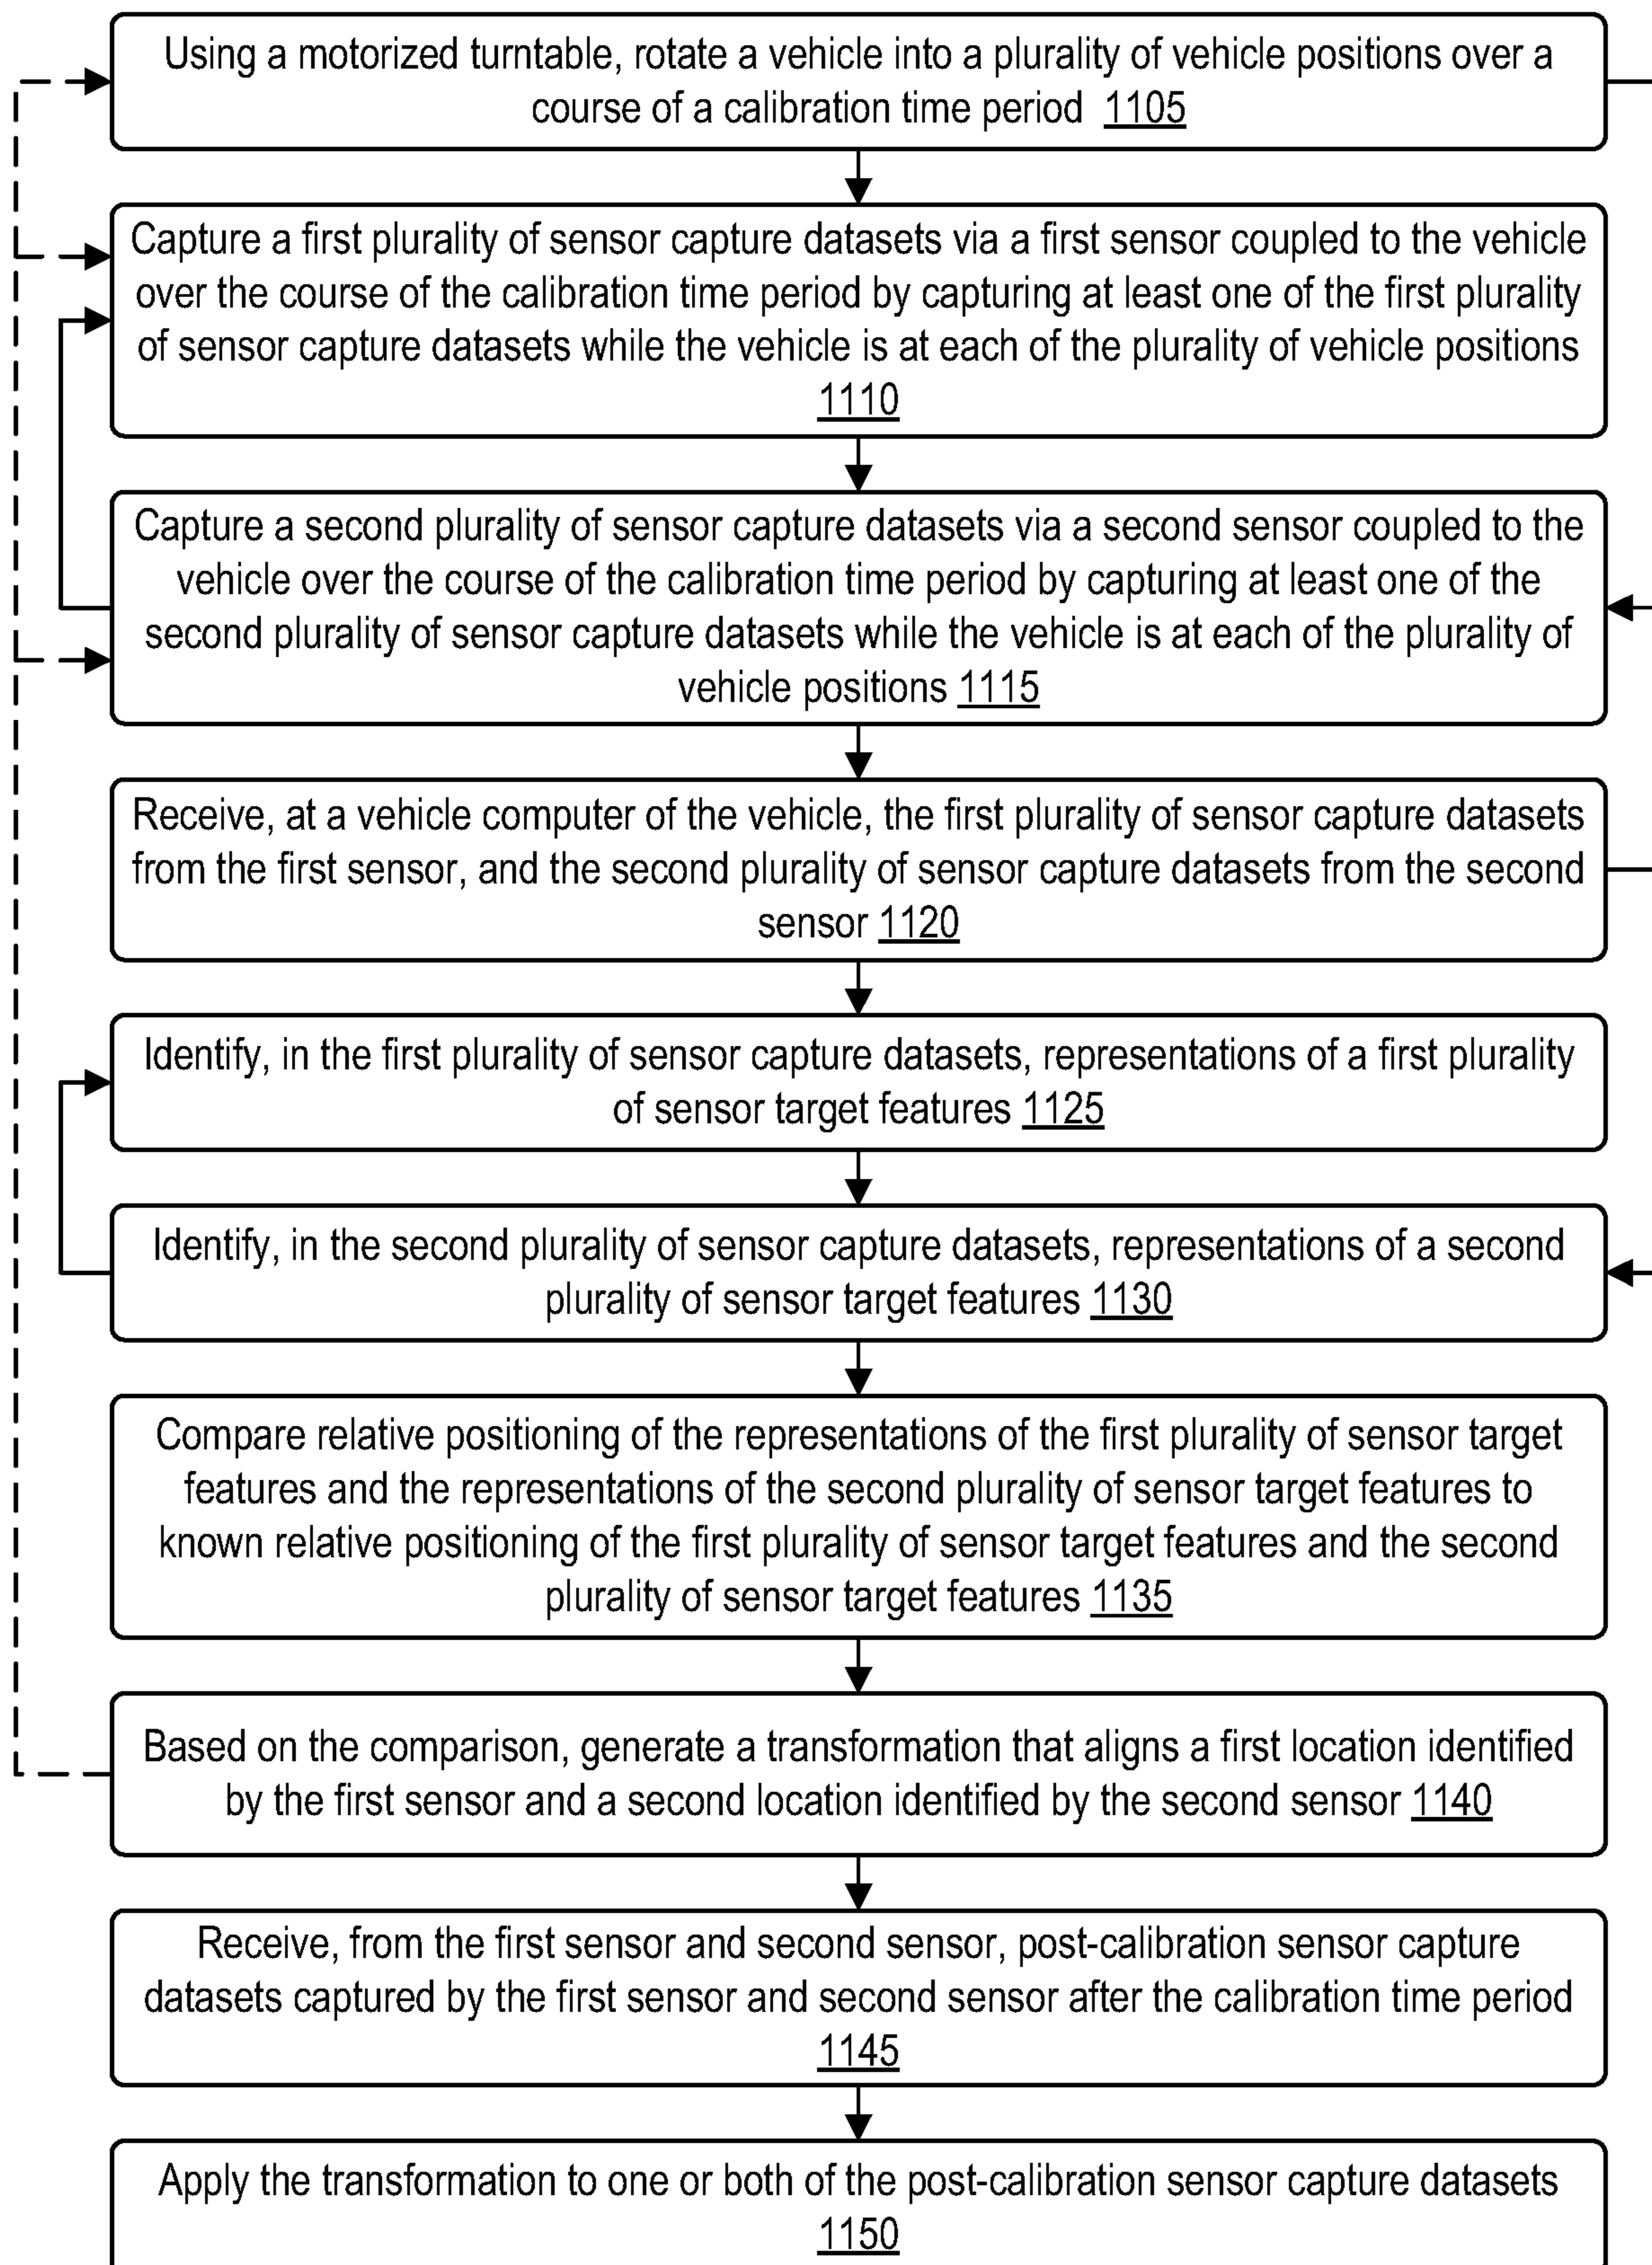 Using a motorized turntable, rotate a vehicle into a plurality of vehicle positions over a
course of a calibration time period 1105
Capture a first plurality of sensor capture datasets via a first sensor coupled to the vehicle
over the course of the calibration time period by capturing at least one of the first plurality
of sensor capture datasets while the vehicle is at each of the plurality of vehicle positions
1110
Capture a second plurality of sensor capture datasets via a second sensor coupled to the
vehicle over the course of the calibration time period by capturing at least one of the
second plurality of sensor capture datasets while the vehicle is at each of the plurality of
vehicle positions 1115
Receive, at a vehicle computer of the vehicle, the first plurality of sensor capture datasets
from the first sensor, and the second plurality of sensor capture datasets from the second
sensor 1120
Identify, in the first plurality of sensor capture datasets, representations of a first plurality
of sensor target features 1125
Identify, in the second plurality of sensor capture datasets, representations of a second
plurality of sensor target features 1130
Compare relative positioning of the representations of the first plurality of sensor target
features and the representations of the second plurality of sensor target features to
known relative positioning of the first plurality of sensor target features and the second
plurality of sensor target features 1135
Based on the comparison, generate a transformation that aligns a first location identified
by the first sensor and a second location identified by the second sensor 1140
Receive, from the first sensor and second sensor, post-calibration sensor capture
datasets captured by the first sensor and second sensor after the calibration time period
1145
Apply the transformation to one or both of the post-calibration sensor capture datasets
1150